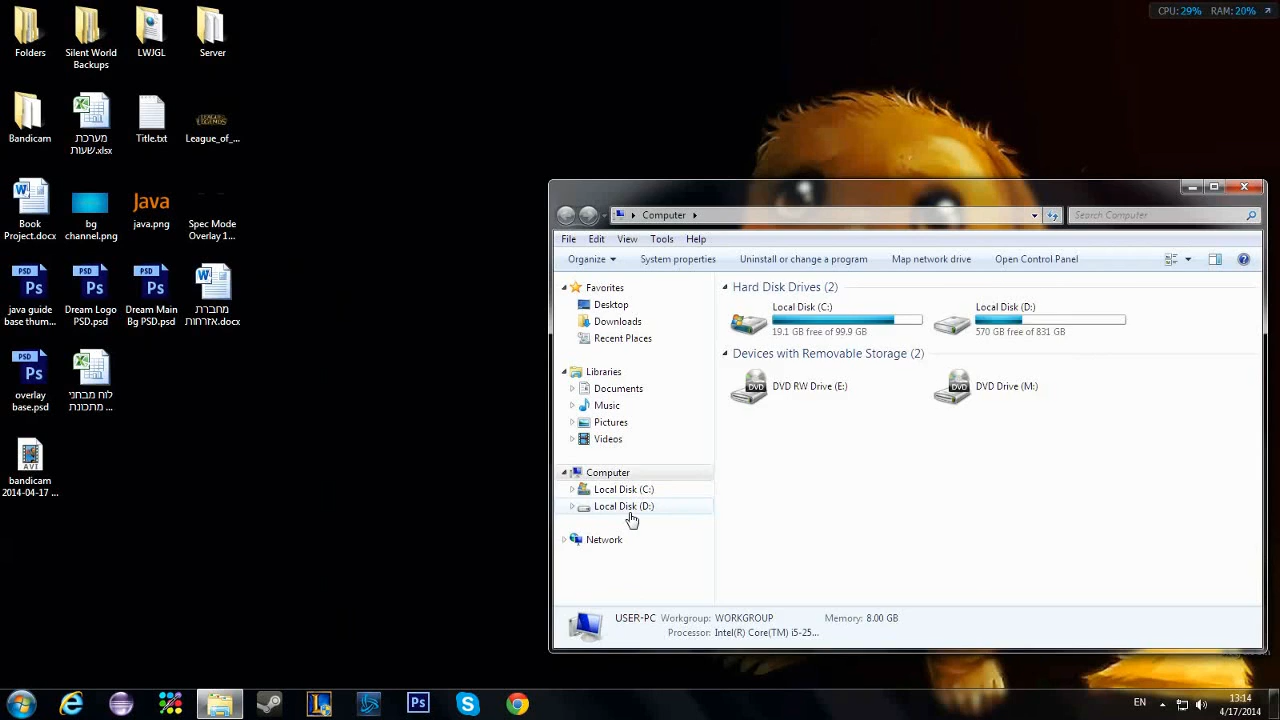 CPU: 29% RAM: 20%
Folders
Silent World
Backups
LWJGL
Server
Bandicam
מערכת
שעות.xlsx
Title.txt
League_of_...
Book
Project.docx
bg
channel.png
Java
java.png
Spec Mode
Overlay 1...
java guide
base thum...
Dream Logo
PSD.psd
Dream Main
Bg PSD.psd
מחברת
אזרחות.docx
overlay
base.psd
לוח מבחני
מתכונת ...
bandicam
2014-04-17 ...
Computer
Search Computer
File Edit View Tools Help
Organize System properties Uninstall or change a program Map network drive Open Control Panel
Favorites
Desktop
Downloads
Recent Places
Libraries
Documents
Music
Pictures
Videos
Computer
Local Disk (C:)
Local Disk (D:)
Network
Hard Disk Drives (2)
Local Disk (C:)
19.1 GB free of 99.9 GB
Local Disk (D:)
570 GB free of 831 GB
Devices with Removable Storage (2)
DVD RW Drive (E:)
DVD Drive (M:)
USER-PC Workgroup: WORKGROUP Memory: 8.00 GB
Processor: Intel(R) Core(TM) i5-25...
EN
13:14
4/17/2014